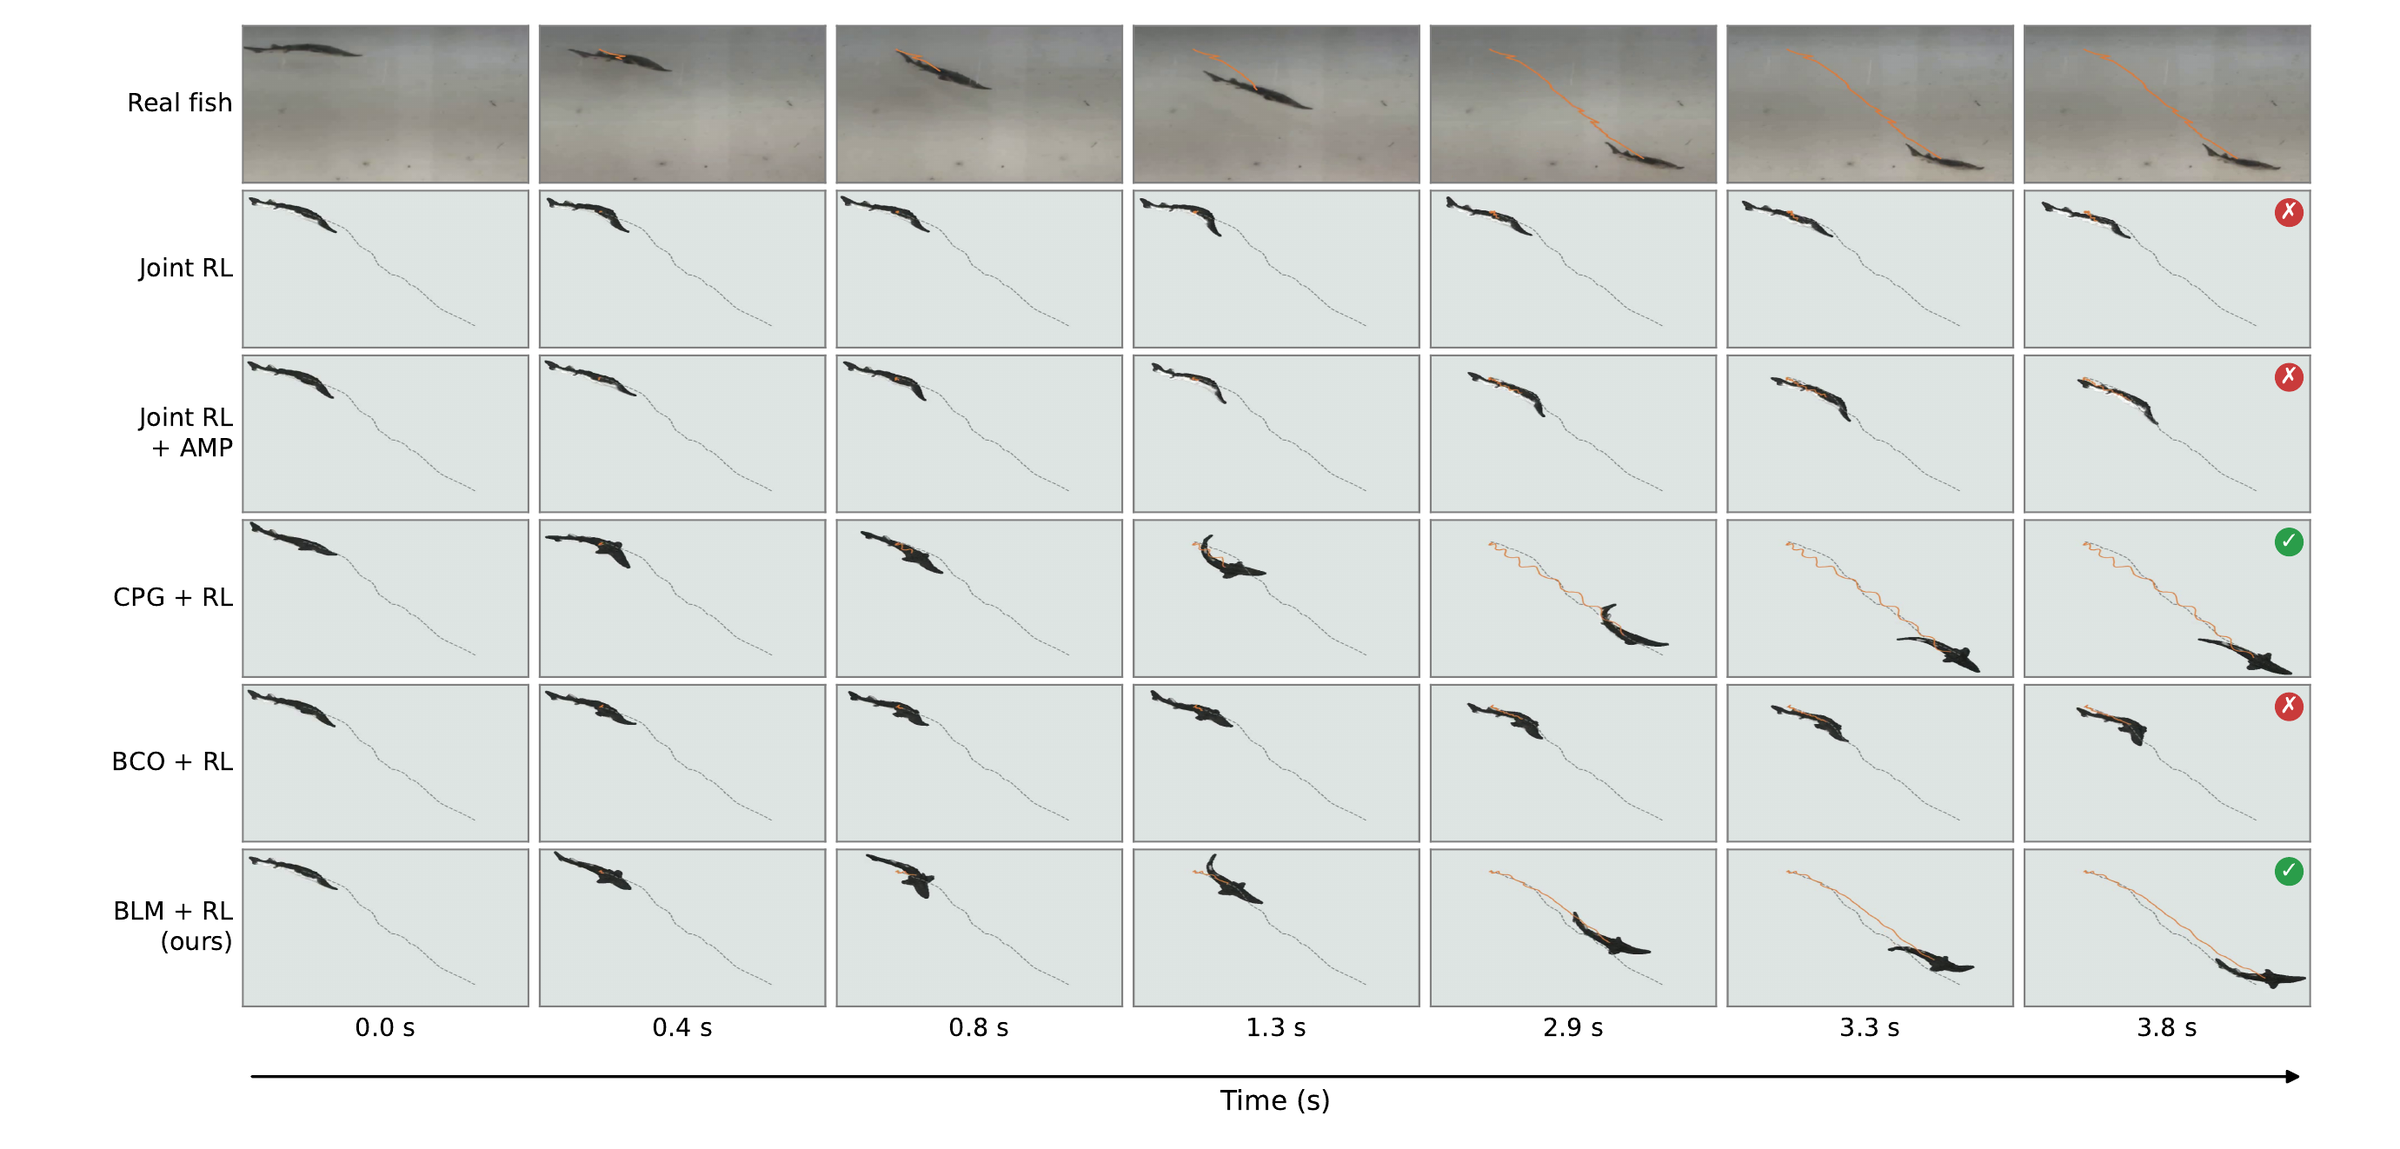 Real fish
Joint RL
✗
Joint RL
+ AMP
✗
CPG + RL
✓
BCO + RL
✗
BLM + RL
(ours)
✓
0.0 s 0.4 s 0.8 s 1.3 s 2.9 s 3.3 s 3.8 s
Time (s)